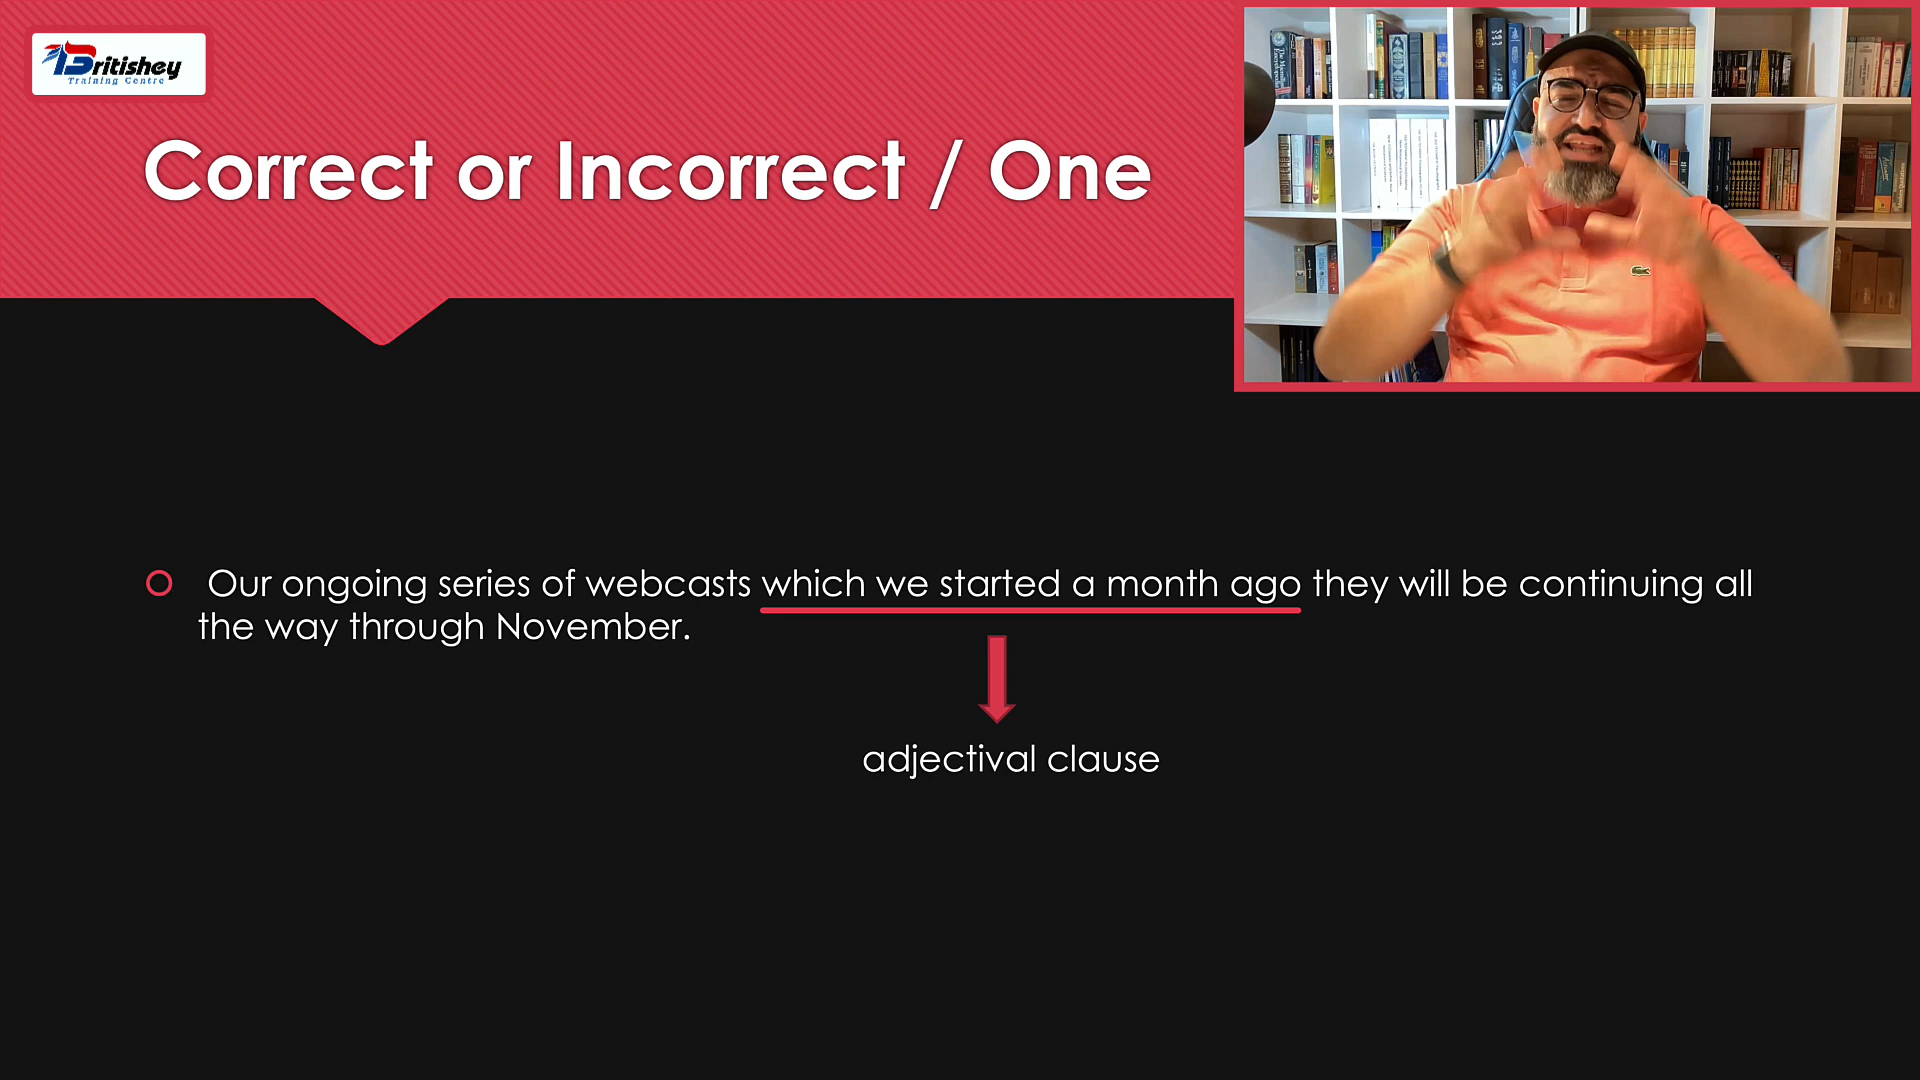 Britishey
Training Centre
Correct or Incorrect / One
Our ongoing series of webcasts which we started a month ago they will be continuing all
the way through November.
adjectival clause